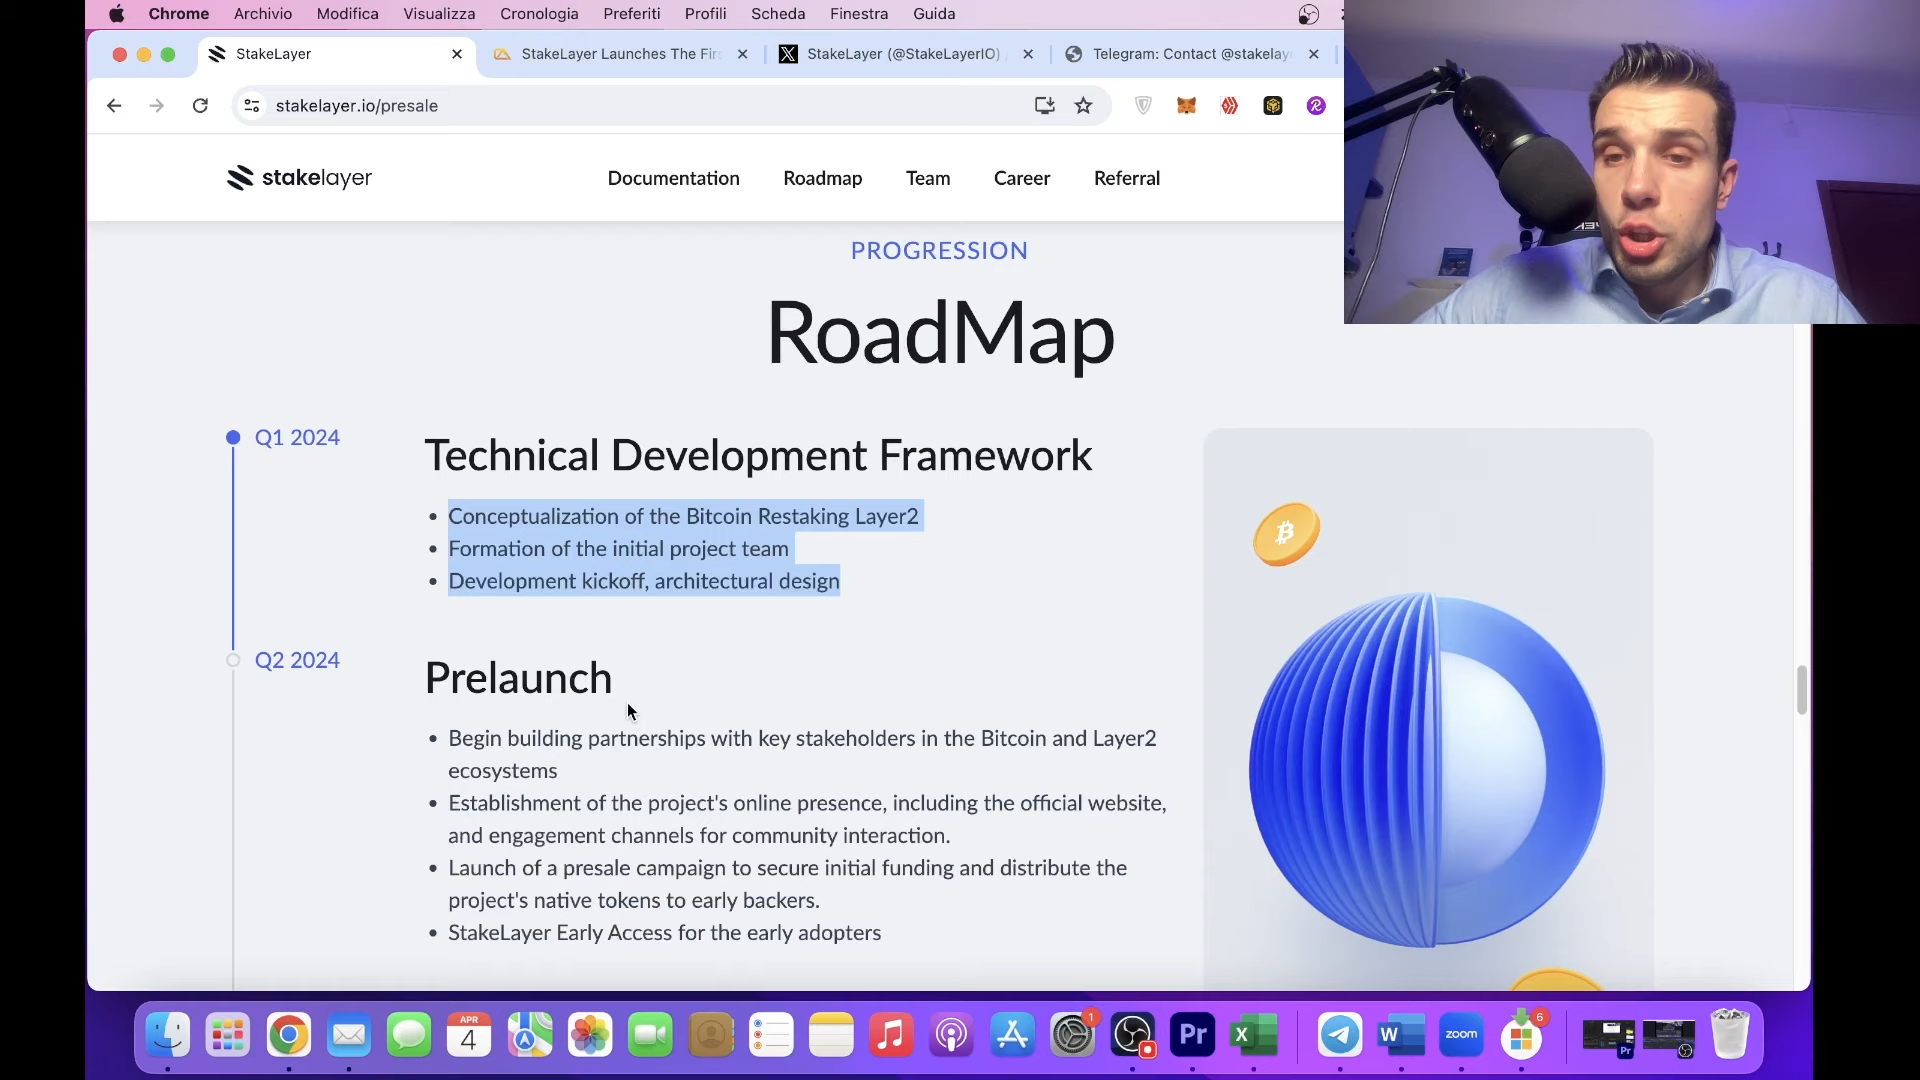 Chrome Archivio Modifica Visualizza Cronologia Preferiti Profili Scheda Finestra Guida
StakeLayer StakeLayer Launches The Fir StakeLayer (@StakeLayerIO) Telegram: Contact @stakelay
stakelayer.io/presale
stakelayer Documentation Roadmap Team Career Referral
PROGRESSION
RoadMap
Q1 2024
Technical Development Framework
• Conceptualization of the Bitcoin Restaking Layer2
• Formation of the initial project team
• Development kickoff, architectural design
Q2 2024
Prelaunch
• Begin building partnerships with key stakeholders in the Bitcoin and Layer2
ecosystems
• Establishment of the project's online presence, including the official website,
and engagement channels for community interaction.
• Launch of a presale campaign to secure initial funding and distribute the
project's native tokens to early backers.
• StakeLayer Early Access for the early adopters
APR
4
1
Pr
X
W
zoom
6
Pr